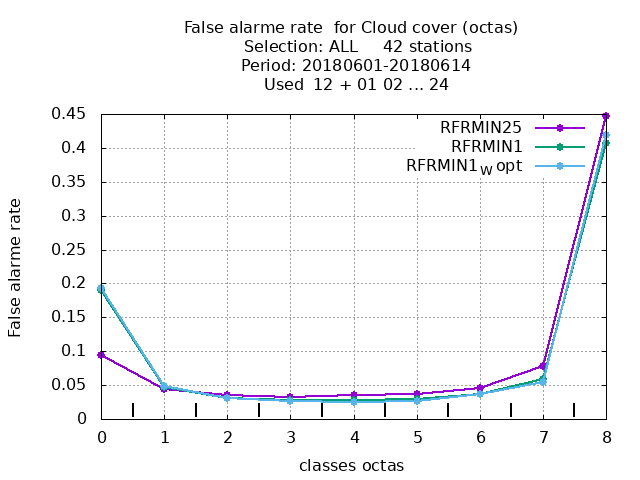 False alarme rate  for Cloud cover (octas)
Selection: ALL     42 stations
Period: 20180601-20180614
Used  12 + 01 02 ... 24
RFRMIN25
RFRMIN1
RFRMIN1W opt
False alarme rate
0.45
0.4
0.35
0.3
0.25
0.2
0.15
0.1
0.05
0
0 1 2 3 4 5 6 7 8
classes octas